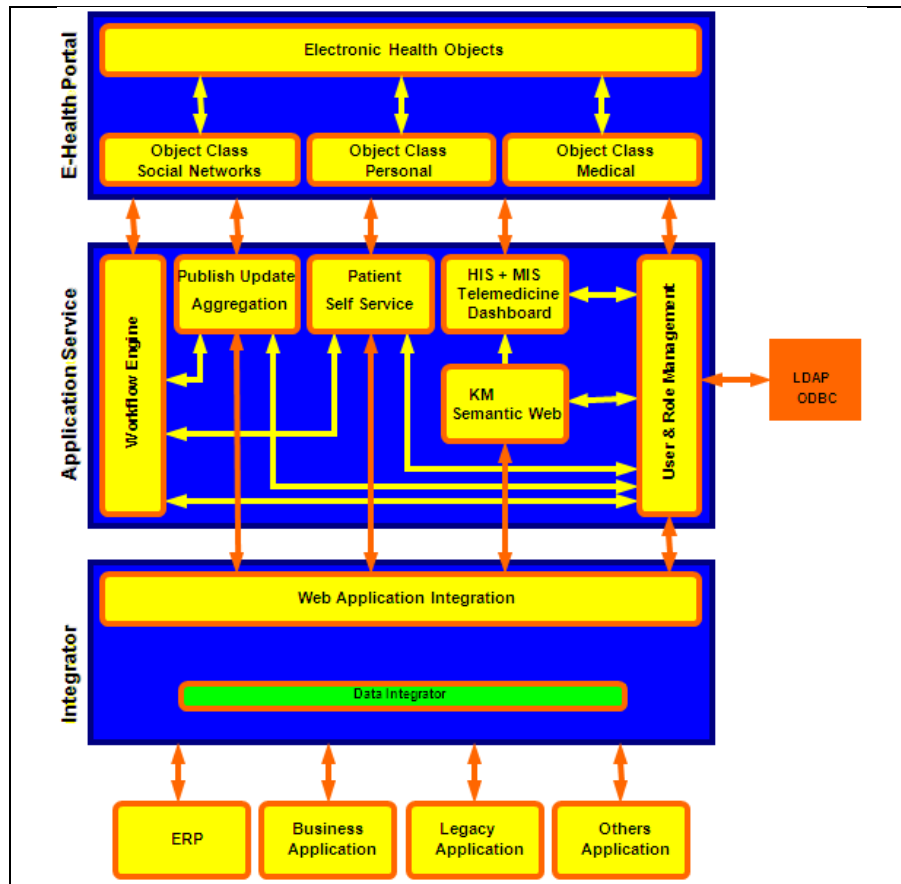 E-Health Portal
Electronic Health Objects
Object Class
Social Networks
Object Class
Personal
Object Class
Medical
Application Service
Workflow Engine
Publish Update
Aggregation
Patient
Self Service
HIS + MIS
Telemedicine
Dashboard
KM
Semantic Web
User & Role Management
LDAP
ODBC
Integrator
Web Application Integration
Data Integrator
ERP
Business
Application
Legacy
Application
Others
Application